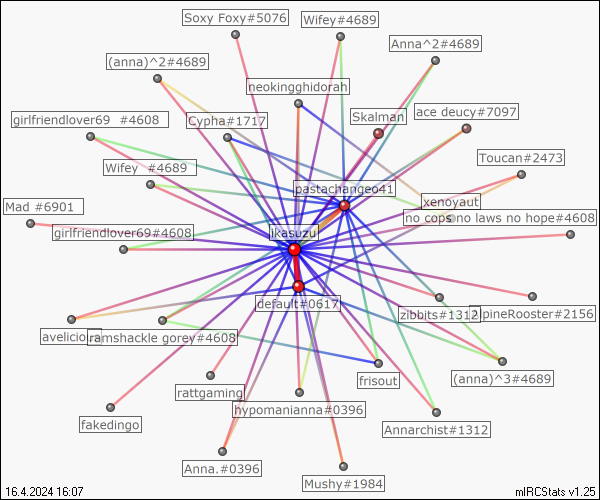 Soxy Foxy#5076
Wifey#4689
Anna^2#4689
(anna)^2#4689
neokingghidorah
girlfriendlover69 #4608
Cypha#1717
Skalman
ace deucy#7097
Toucan#2473
Wifey #4689
pastachangeo41
xenoyaut
Mad #6901
no cops no laws no hope#4608
girlfriendlover69#4608
likasuzu
default#0617
zibbits#1312
lpineRooster#2156
avelicio
ramshackle gorey#4608
frisout
(anna)^3#4689
rattgaming
hypomanianna#0396
fakedingo
Annarchist#1312
Anna.#0396
Mushy#1984
16.4.2024 16:07
mIRCStats v1.25